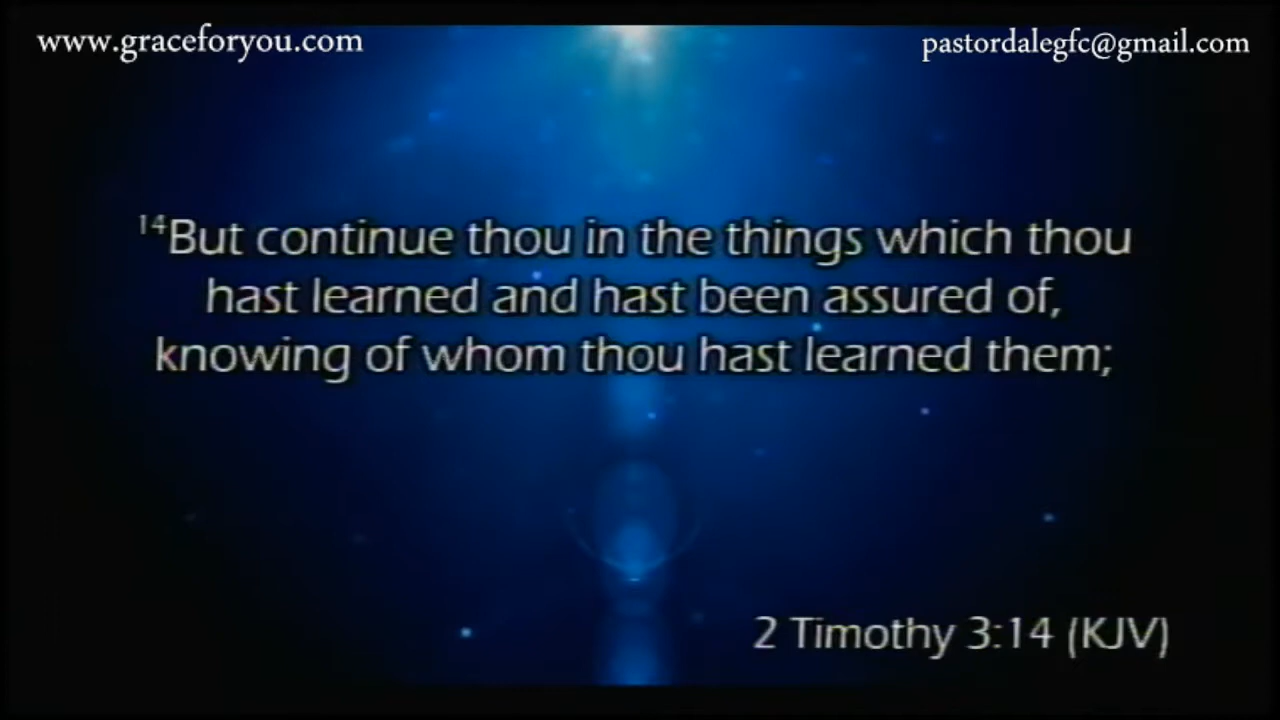 www.graceforyou.com
pastordalegfc@gmail.com
¹⁴But continue thou in the things which thou
hast learned and hast been assured of,
knowing of whom thou hast learned them;
2 Timothy 3:14 (KJV)